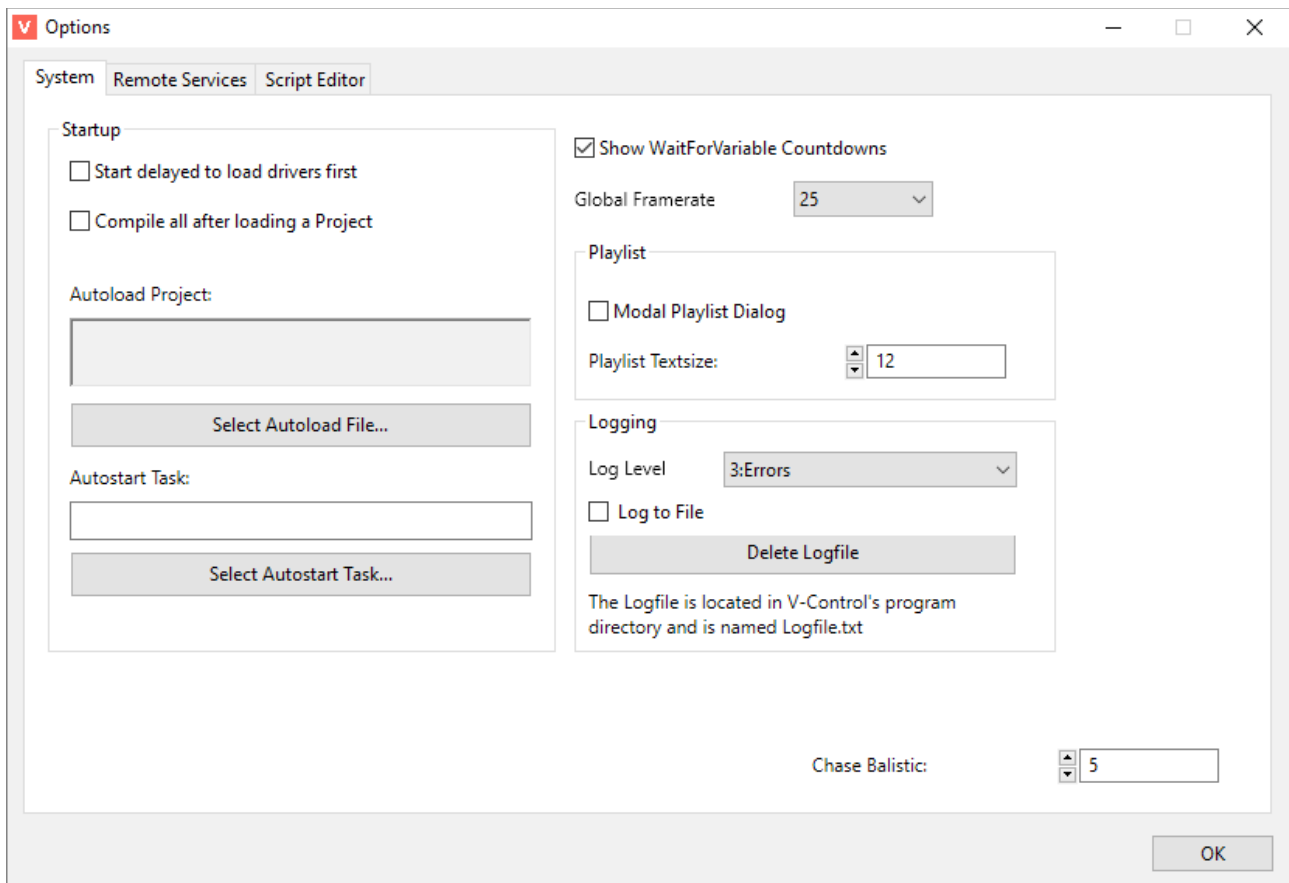 V Options
System Remote Services Script Editor
Startup
Start delayed to load drivers first
Compile all after loading a Project
Autoload Project:
Select Autoload File...
Autostart Task:
Select Autostart Task...
Show WaitForVariable Countdowns
Global Framerate 25
Playlist
Modal Playlist Dialog
Playlist Textsize: 12
Logging
Log Level 3:Errors
Log to File
Delete Logfile
The Logfile is located in V-Control's program
directory and is named Logfile.txt
Chase Balistic: 5
OK